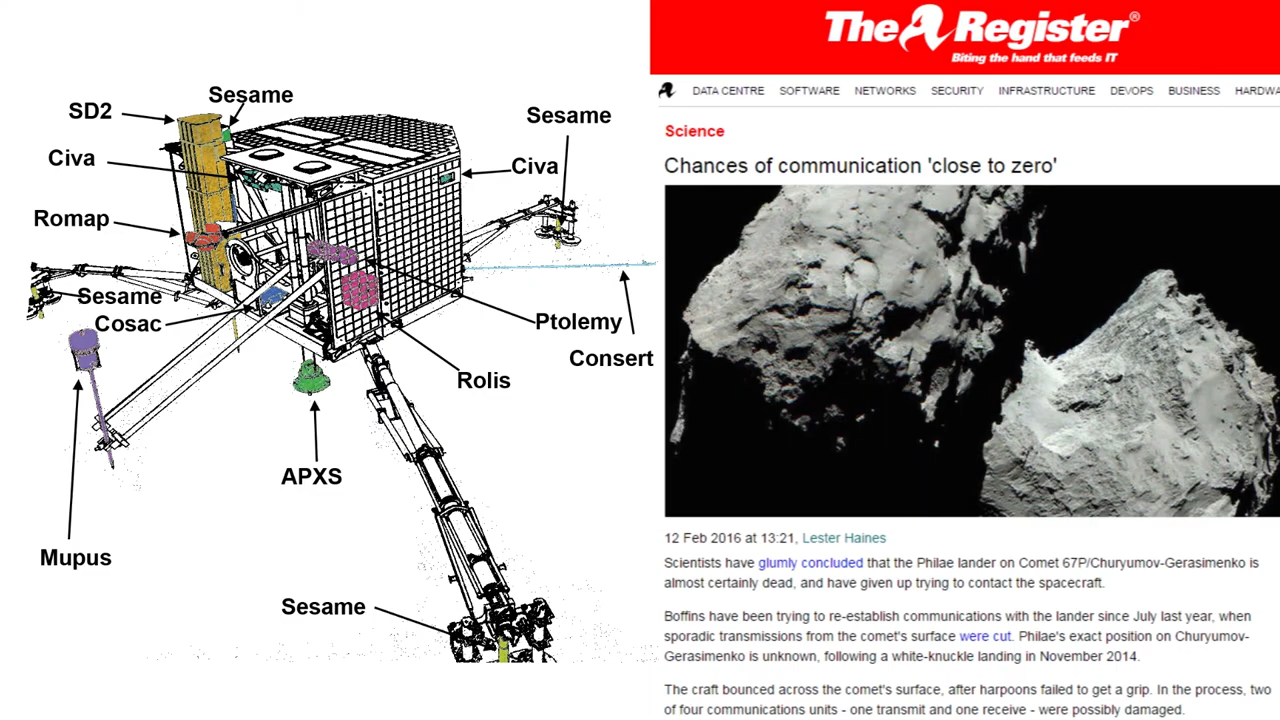 Sesame
SD2
Sesame
Civa
Civa
Romap
Sesame
Cosac
Ptolemy
Consert
Rolis
APXS
Mupus
Sesame
The Register®
Biting the hand that feeds IT
DATA CENTRE SOFTWARE NETWORKS SECURITY INFRASTRUCTURE DEVOPS BUSINESS HARDWA
Science
Chances of communication 'close to zero'
12 Feb 2016 at 13:21, Lester Haines
Scientists have glumly concluded that the Philae lander on Comet 67P/Churyumov-Gerasimenko is
almost certainly dead, and have given up trying to contact the spacecraft.
Boffins have been trying to re-establish communications with the lander since July last year, when
sporadic transmissions from the comet's surface were cut. Philae's exact position on Churyumov-
Gerasimenko is unknown, following a white-knuckle landing in November 2014.
The craft bounced across the comet's surface, after harpoons failed to get a grip. In the process, two
of four communications units - one transmit and one receive - were possibly damaged.